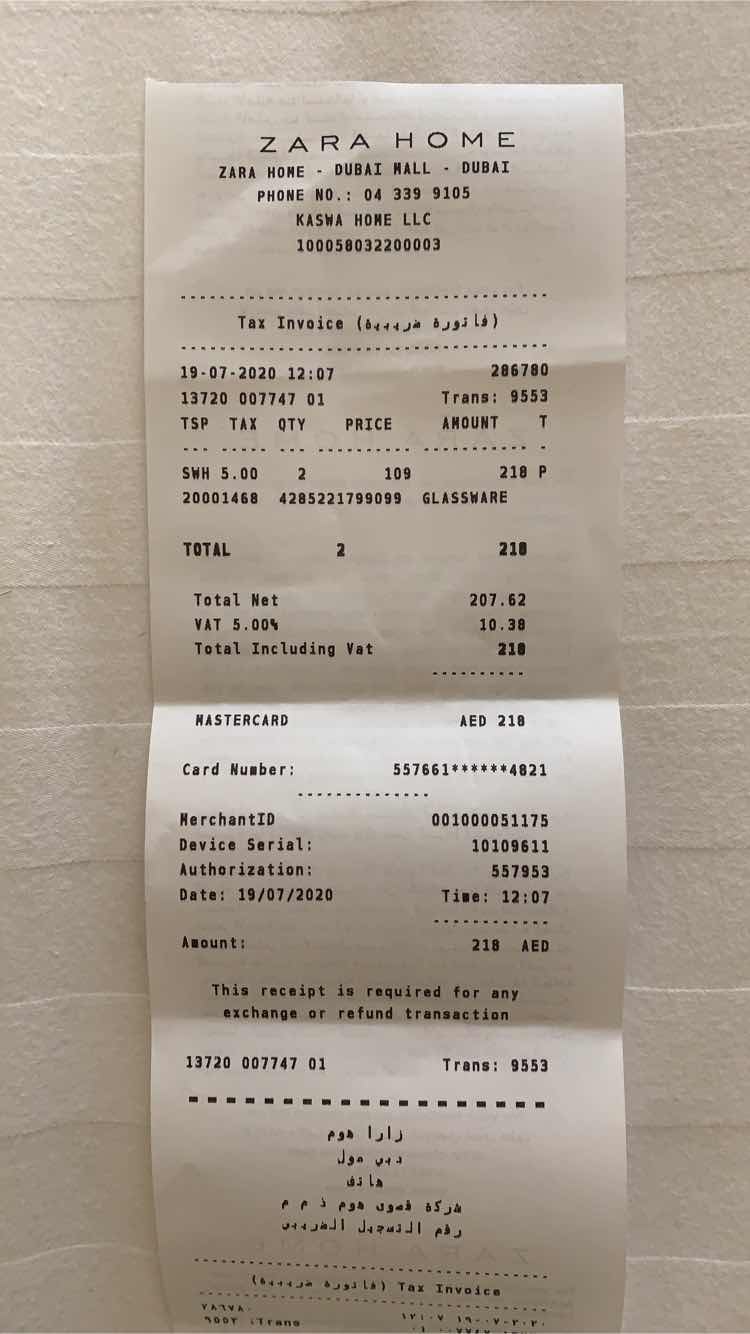 ZARA HOME
ZARA HOME - DUBAI MALL - DUBAI
PHONE NO.: 04 339 9105
KASWA HOME LLC
100058032200003
Tax Invoice (فاتورة ضريبية)
19-07-2020 12:07 286780
13720 007747 01 Trans: 9553
TSP TAX QTY PRICE AMOUNT T
SWH 5.00 2 109 218 P
20001468 4285221799099 GLASSWARE
TOTAL 2 218
Total Net 207.62
VAT 5.00% 10.38
Total Including Vat 218
MASTERCARD AED 218
Card Number: 557661******4821
MerchantID 001000051175
Device Serial: 10109611
Authorization: 557953
Date: 19/07/2020 Time: 12:07
Amount: 218 AED
This receipt is required for any
exchange or refund transaction
13720 007747 01 Trans: 9553
زارا هوم
دبي مول
هاتف
شركة قصوى هوم ذ م م
رقم التسجيل الضريبي
(فاتورة ضريبية) Tax Invoice